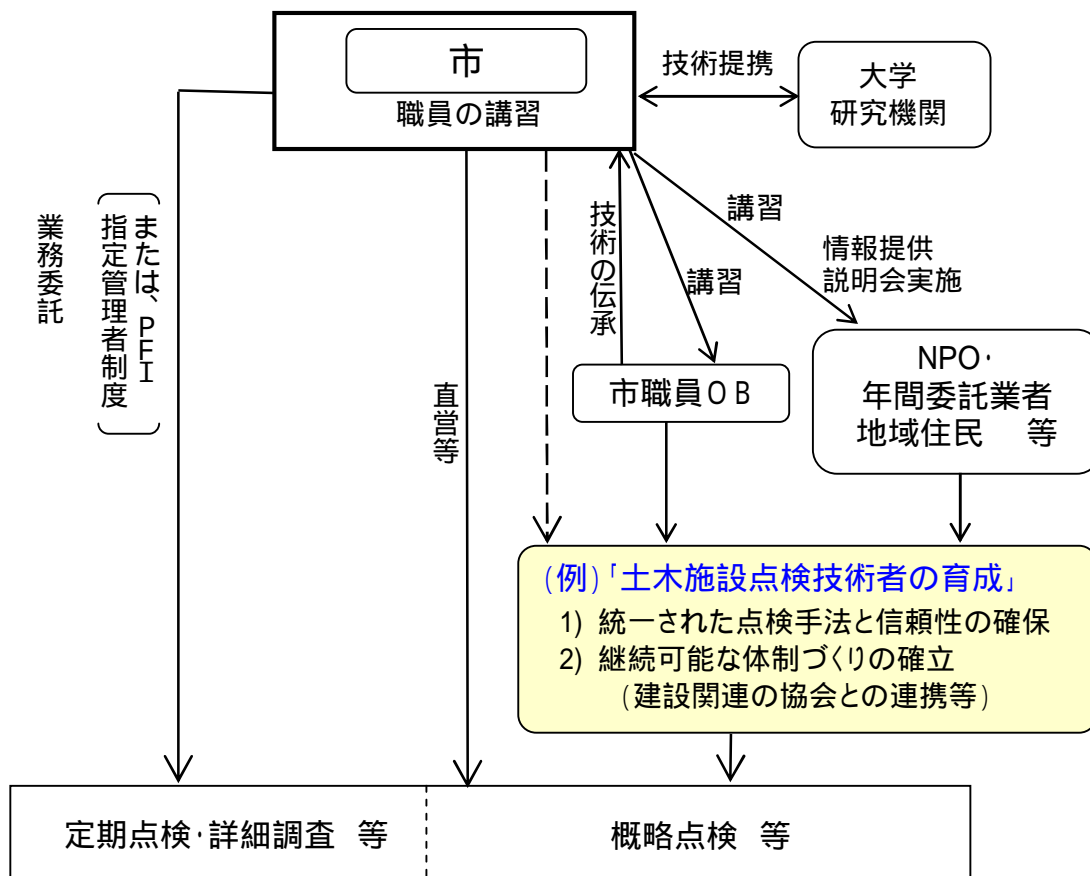 市
職員の講習
技術提携
大学
研究機関
業務委託
または、PFI
指定管理者制度
直営等
技術の伝承
講習
講習
情報提供
説明会実施
市職員OB
NPO・
年間委託業者
地域住民 等
(例)「土木施設点検技術者の育成」
1) 統一された点検手法と信頼性の確保
2) 継続可能な体制づくりの確立
(建設関連の協会との連携等)
定期点検・詳細調査 等
概略点検 等